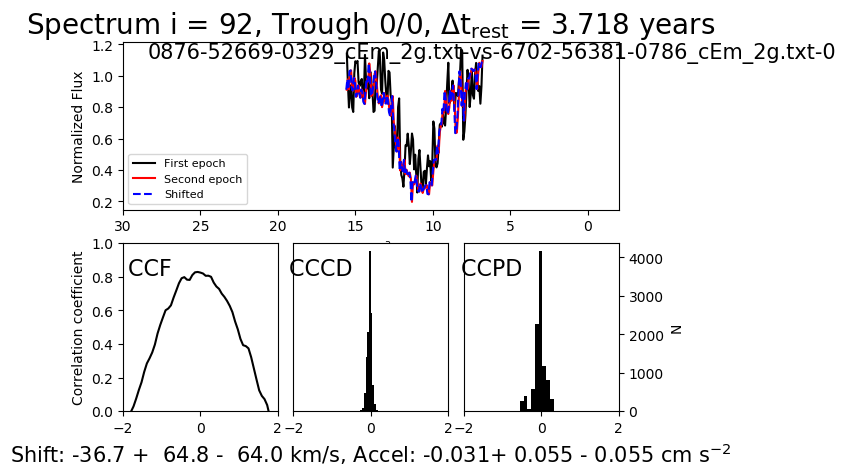 Spectrum i = 92, Trough 0/0, Δt_rest = 3.718 years
0876-52669-0329_cEm_2g.txt-vs-6702-56381-0786_cEm_2g.txt-0
1.2
1.0
0.8
0.6
0.4
0.2
Normalized Flux
First epoch
Second epoch
Shifted
30 25 20 15 10 5 0
1.0
0.8
0.6
0.4
0.2
0.0
Correlation coefficient
CCF
CCCD
CCPD
4000
3000
2000
1000
0
N
−2 0 2
−2 0 2
−2 0 2
Shift: -36.7 + 64.8 - 64.0 km/s, Accel: -0.031+ 0.055 - 0.055 cm s⁻²